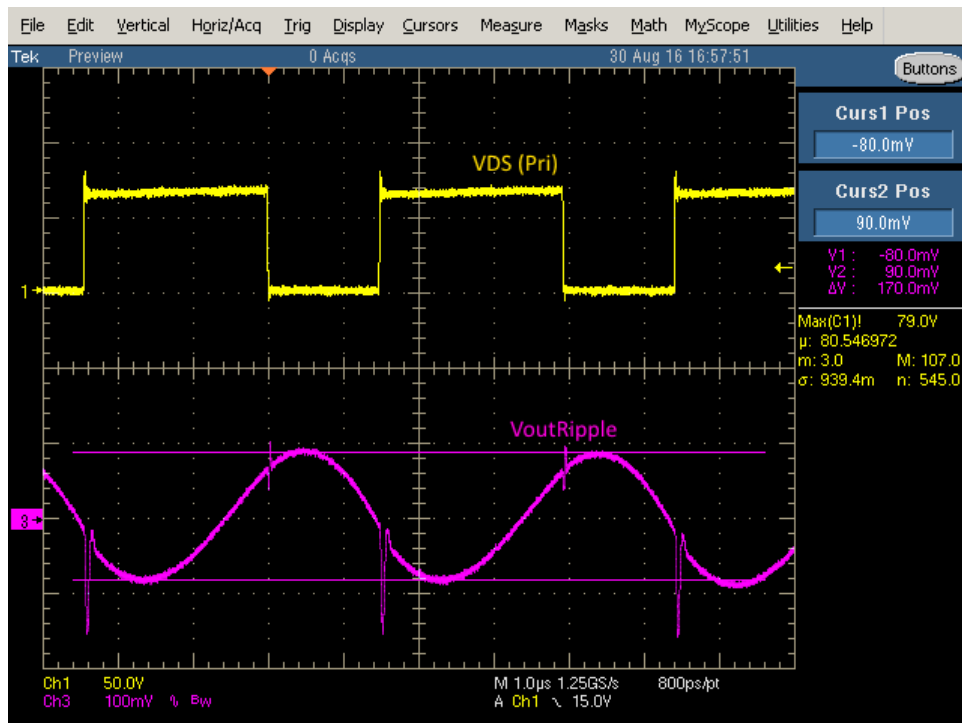 File Edit Vertical Horiz/Acq Trig Display Cursors Measure Masks Math MyScope Utilities Help
Tek Preview 0 Acqs 30 Aug 16 16:57:51
Buttons
Curs1 Pos
-80.0mV
Curs2 Pos
90.0mV
V1 : -80.0mV
V2 : 90.0mV
ΔV : 170.0mV
Max(C1)! 79.0V
μ: 80.546972
m: 3.0 M: 107.0
σ: 939.4m n: 545.0
VDS (Pri)
1
VoutRipple
3
Ch1 50.0V M 1.0μs 1.25GS/s 800ps/pt
Ch3 100mV ∿ Bw A Ch1 ∖ 15.0V